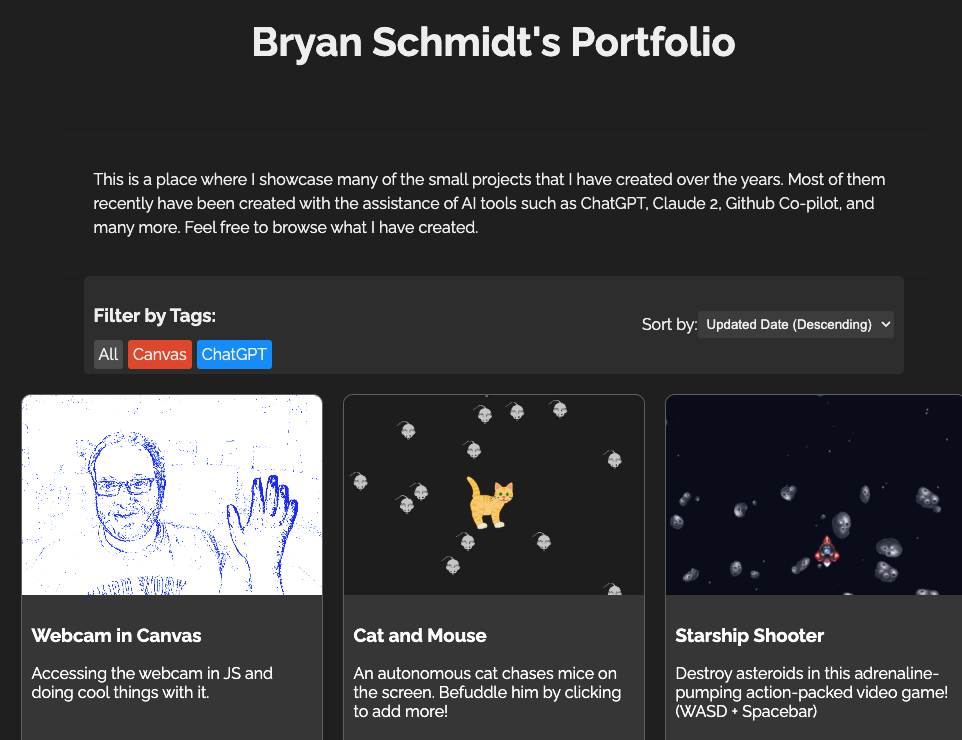 Bryan Schmidt's Portfolio
This is a place where I showcase many of the small projects that I have created over the years. Most of them
recently have been created with the assistance of AI tools such as ChatGPT, Claude 2, Github Co-pilot, and
many more. Feel free to browse what I have created.
Filter by Tags:
Sort by: Updated Date (Descending)
All Canvas ChatGPT
Webcam in Canvas
Accessing the webcam in JS and
doing cool things with it.
Cat and Mouse
An autonomous cat chases mice on
the screen. Befuddle him by clicking
to add more!
Starship Shooter
Destroy asteroids in this adrenaline-
pumping action-packed video game!
(WASD + Spacebar)